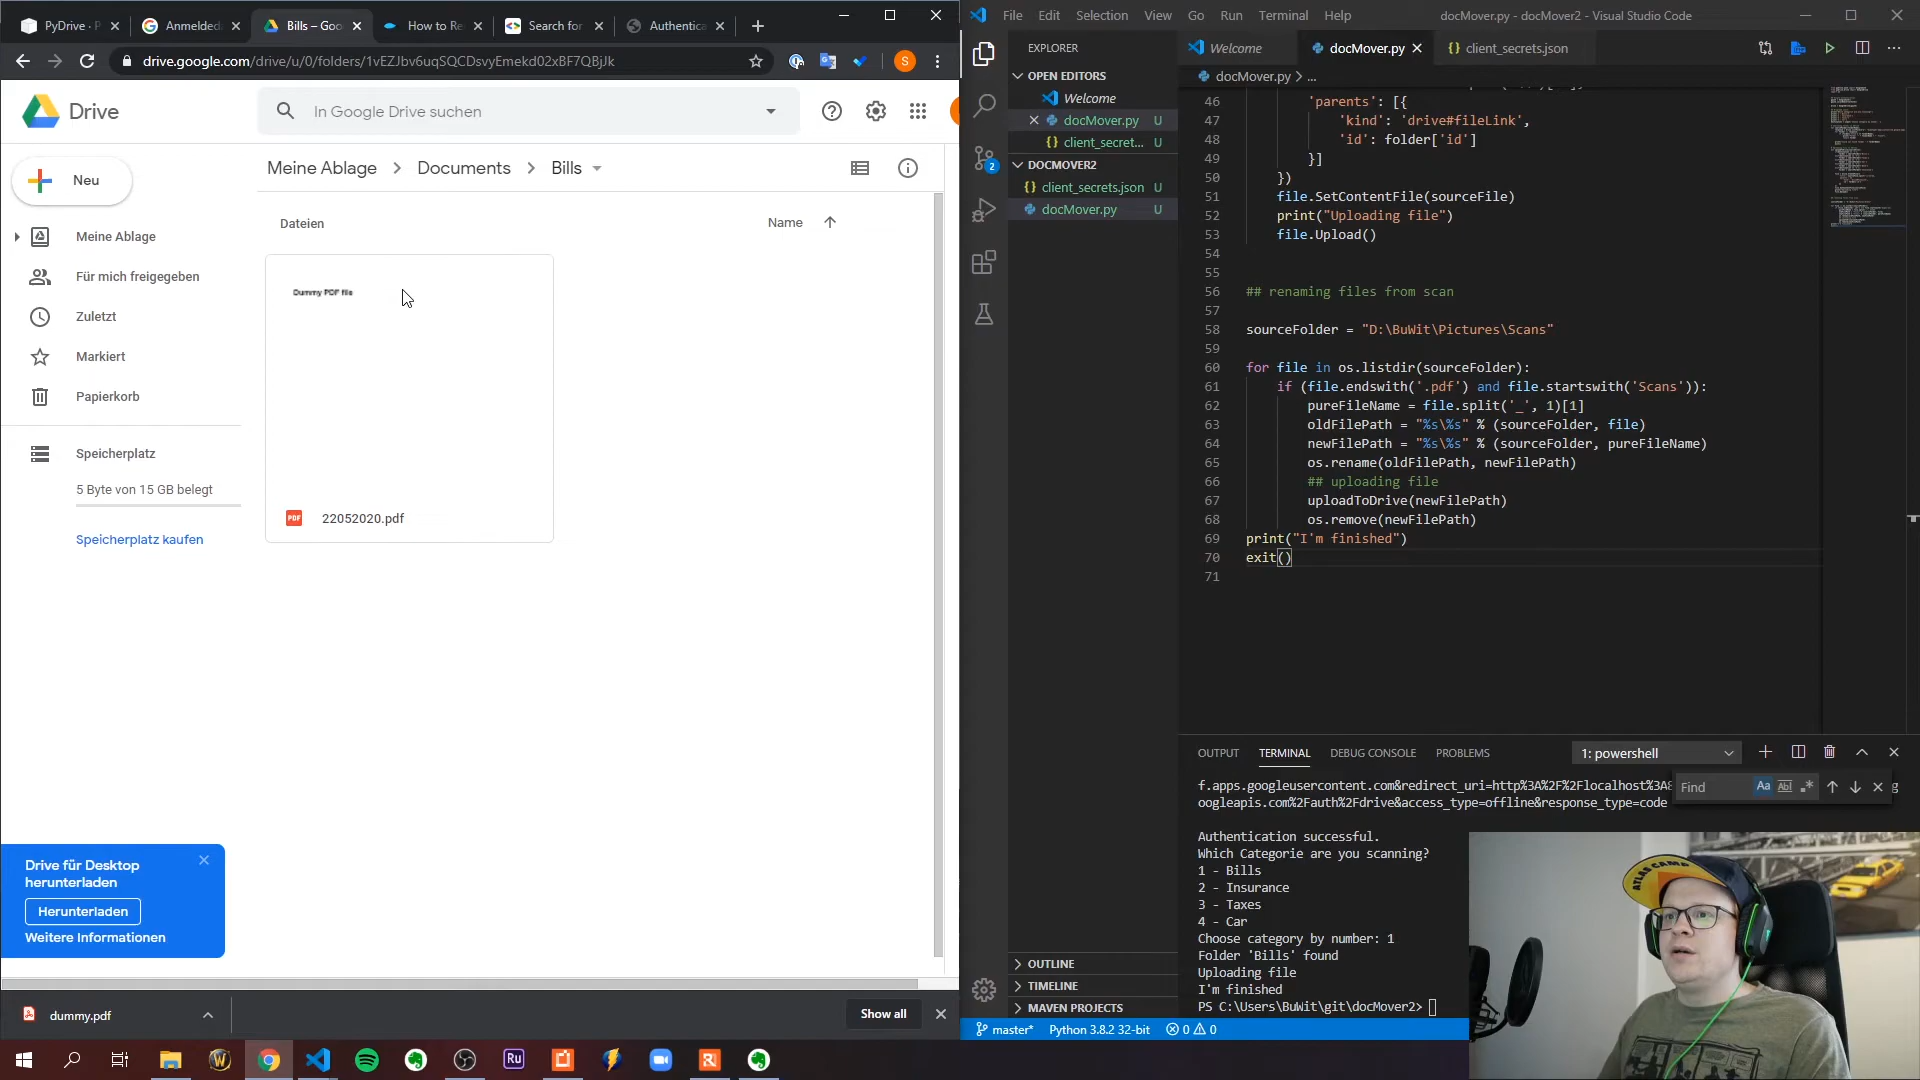 PyDrive · P
Anmelded
Bills – Goo
How to Re
Search for
Authentica
drive.google.com/drive/u/0/folders/1vEZJbv6uqSQCDsvyEmekd02xBF7QBjJk
S
Drive
In Google Drive suchen
Neu
Meine Ablage
Für mich freigegeben
Zuletzt
Markiert
Papierkorb
Speicherplatz
5 Byte von 15 GB belegt
Speicherplatz kaufen
Meine Ablage > Documents > Bills
Dateien
Name
Dummy PDF file
PDF
22052020.pdf
Drive für Desktop
herunterladen
Herunterladen
Weitere Informationen
dummy.pdf
Show all
Ru
File Edit Selection View Go Run Terminal Help
docMover.py - docMover2 - Visual Studio Code
EXPLORER
OPEN EDITORS
Welcome
docMover.py U
{} client_secret... U
DOCMOVER2
{} client_secrets.json U
docMover.py U
2
OUTLINE
TIMELINE
MAVEN PROJECTS
Welcome
docMover.py
{} client_secrets.json
docMover.py > ...
46 'parents': [{
47 'kind': 'drive#fileLink',
48 'id': folder['id']
49 }]
50 })
51 file.SetContentFile(sourceFile)
52 print("Uploading file")
53 file.Upload()
54
55
56 ## renaming files from scan
57
58 sourceFolder = "D:\BuWit\Pictures\Scans"
59
60 for file in os.listdir(sourceFolder):
61 if (file.endswith('.pdf') and file.startswith('Scans')):
62 pureFileName = file.split('_', 1)[1]
63 oldFilePath = "%s\%s" % (sourceFolder, file)
64 newFilePath = "%s\%s" % (sourceFolder, pureFileName)
65 os.rename(oldFilePath, newFilePath)
66 ## uploading file
67 uploadToDrive(newFilePath)
68 os.remove(newFilePath)
69 print("I'm finished")
70 exit()
71
OUTPUT TERMINAL DEBUG CONSOLE PROBLEMS
1: powershell
Find
Aa Abl .*
f.apps.googleusercontent.com&redirect_uri=http%3A%2F%2Flocalhost%3A
oogleapis.com%2Fauth%2Fdrive&access_type=offline&response_type=code
Authentication successful.
Which Categorie are you scanning?
1 - Bills
2 - Insurance
3 - Taxes
4 - Car
Choose category by number: 1
Folder 'Bills' found
Uploading file
I'm finished
PS C:\Users\BuWit\git\docMover2>
master* Python 3.8.2 32-bit 0 0
ATLAS CAMP